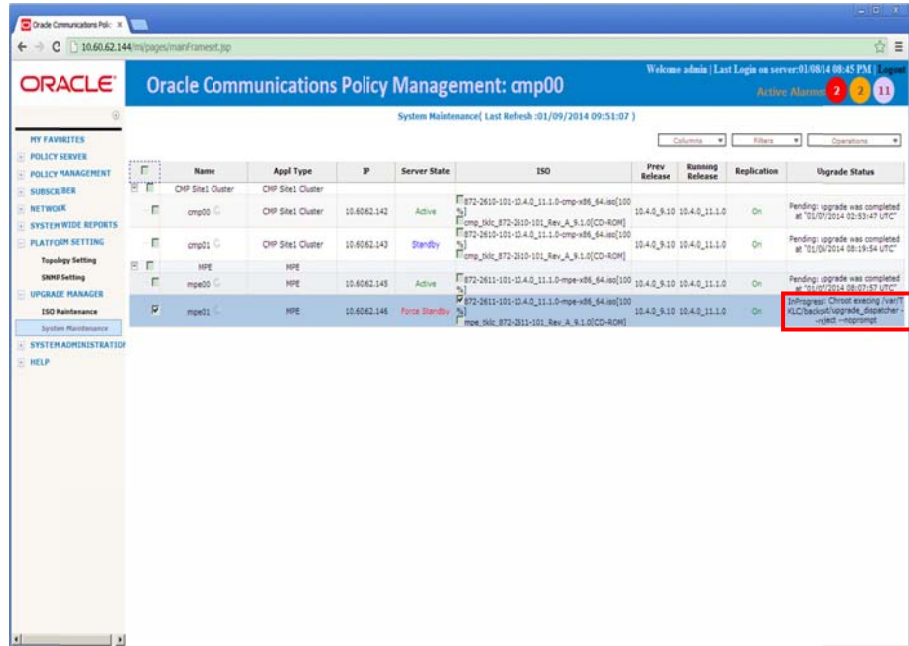 Oracle Communications Polic x
10.60.62.144/mi/pages/mainFrameset.jsp
ORACLE
Oracle Communications Policy Management: cmp00
Welcome admin | Last Login on server:01/08/14 08:45 PM | Logout
Active Alarms 2 2 11
System Maintenance( Last Refresh :01/09/2014 09:51:07 )
Columns Filters Operations
MY FAVORITES
POLICY SERVER
POLICY MANAGEMENT
SUBSCRIBER
NETWORK
SYSTEM WIDE REPORTS
PLATFORM SETTING
Topology Setting
SNMP Setting
UPGRADE MANAGER
ISO Maintenance
System Maintenance
SYSTEM ADMINISTRATION
HELP
Name Appl Type IP Server State ISO Prev Release Running Release Replication Upgrade Status
CMP Site1 Cluster CMP Site1 Cluster
cmp00 CMP Site1 Cluster 10.60.62.142 Active 872-2610-101-10.4.0_11.1.0-cmp-x86_64.iso[100%] cmp_tklc_872-2610-101_Rev_A_9.1.0[CD-ROM] 10.4.0_9.10 10.4.0_11.1.0 On Pending: upgrade was completed at "01/07/2014 02:53:47 UTC"
cmp01 CMP Site1 Cluster 10.60.62.143 Standby 872-2610-101-10.4.0_11.1.0-cmp-x86_64.iso[100%] cmp_tklc_872-2610-101_Rev_A_9.1.0[CD-ROM] 10.4.0_9.10 10.4.0_11.1.0 On Pending: upgrade was completed at 08:19:54 UTC"
MPE MPE
mpe00 MPE 10.60.62.145 Active 872-2611-101-10.4.0_11.1.0-mpe-x86_64.iso[100%] 10.4.0_9.10 10.4.0_11.1.0 On Pending: upgrade was completed at 08:07:57 UTC"
mpe01 MPE 10.60.62.146 Force Standby 872-2611-101-10.4.0_11.1.0-mpe-x86_64.iso[100%] mpe_tklc_872-2611-101_Rev_A_9.1.0[CD-ROM] 10.4.0_9.10 10.4.0_11.1.0 On InProgress: Chroot execing /var/TKLC/backout/upgrade_dispatcher --reject --noprompt